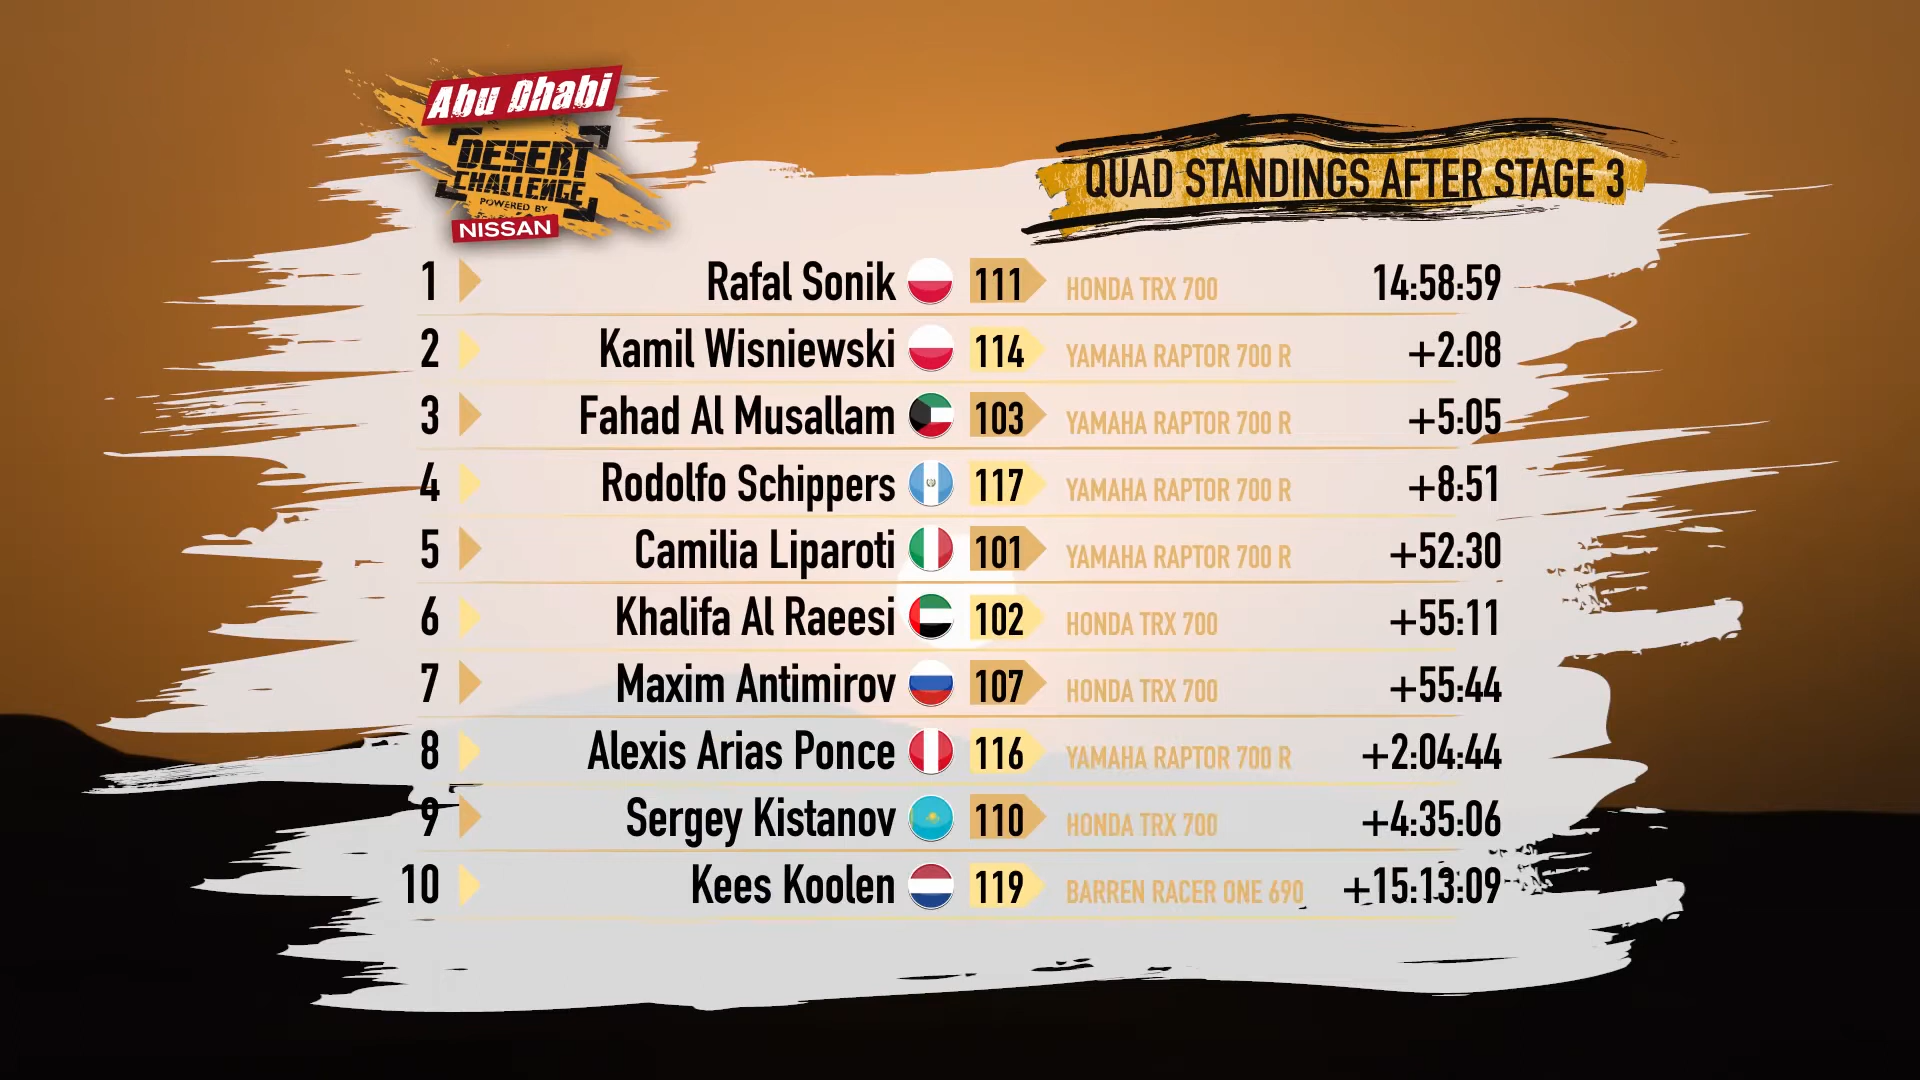 Abu Dhabi
DESERT
CHALLENGE
POWERED BY
NISSAN
QUAD STANDINGS AFTER STAGE 3
1 Rafal Sonik 111 HONDA TRX 700 14:58:59
2 Kamil Wisniewski 114 YAMAHA RAPTOR 700 R +2:08
3 Fahad Al Musallam 103 YAMAHA RAPTOR 700 R +5:05
4 Rodolfo Schippers 117 YAMAHA RAPTOR 700 R +8:51
5 Camilia Liparoti 101 YAMAHA RAPTOR 700 R +52:30
6 Khalifa Al Raeesi 102 HONDA TRX 700 +55:11
7 Maxim Antimirov 107 HONDA TRX 700 +55:44
8 Alexis Arias Ponce 116 YAMAHA RAPTOR 700 R +2:04:44
9 Sergey Kistanov 110 HONDA TRX 700 +4:35:06
10 Kees Koolen 119 BARREN RACER ONE 690 +15:13:09